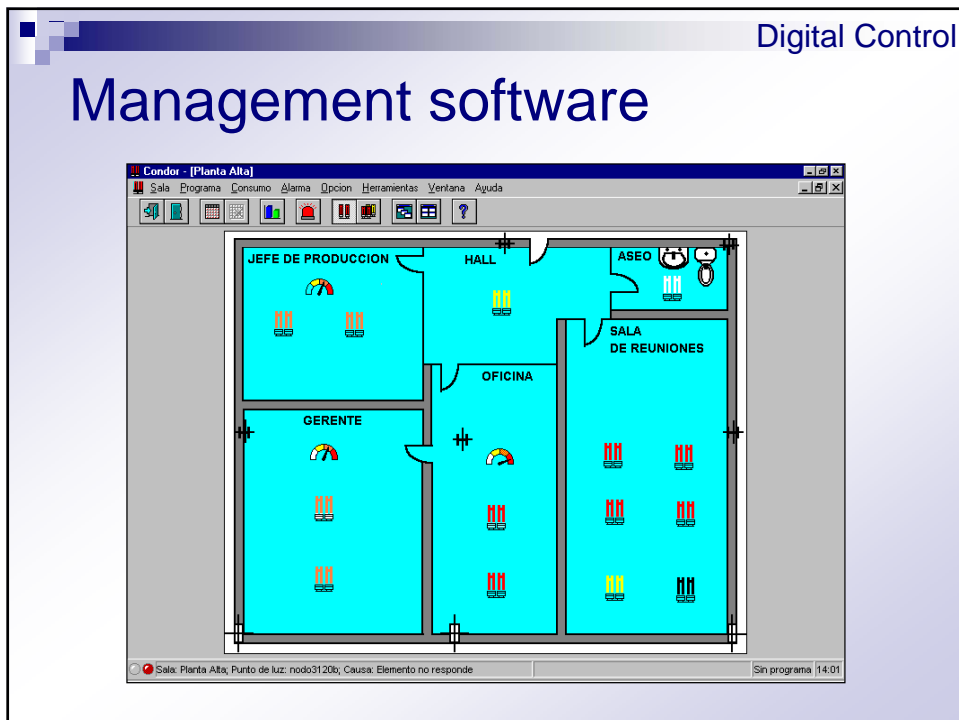 Digital Control
Management software
Condor - [Planta Alta]
Sala Programa Consumo Alarma Opcion Herramientas Ventana Ayuda
?
JEFE DE PRODUCCION
HALL
ASEO
SALA
DE REUNIONES
OFICINA
GERENTE
Sala: Planta Alta; Punto de luz: nodo3120b; Causa: Elemento no responde
Sin programa 14:01